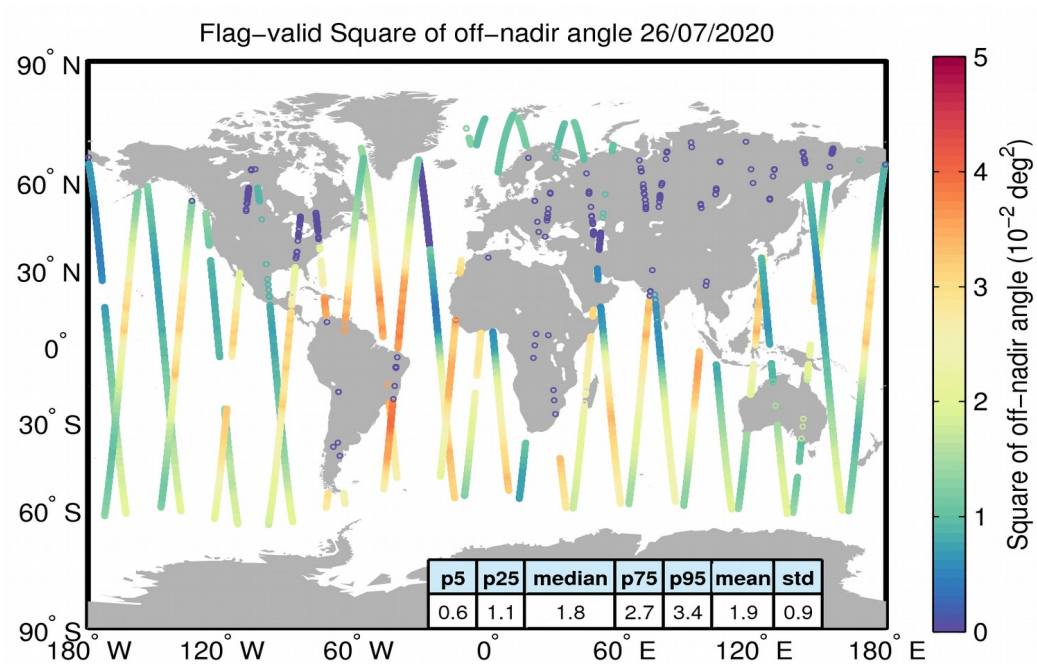 Flag−valid Square of off−nadir angle 26/07/2020
90° N
60° N
30° N
0°
30° S
60° S
90° S
180° W
120° W
60° W
0°
60° E
120° E
180° E
p5 p25 median p75 p95 mean std
0.6 1.1 1.8 2.7 3.4 1.9 0.9
5
4
3
2
1
0
Square of off−nadir angle (10⁻² deg²)